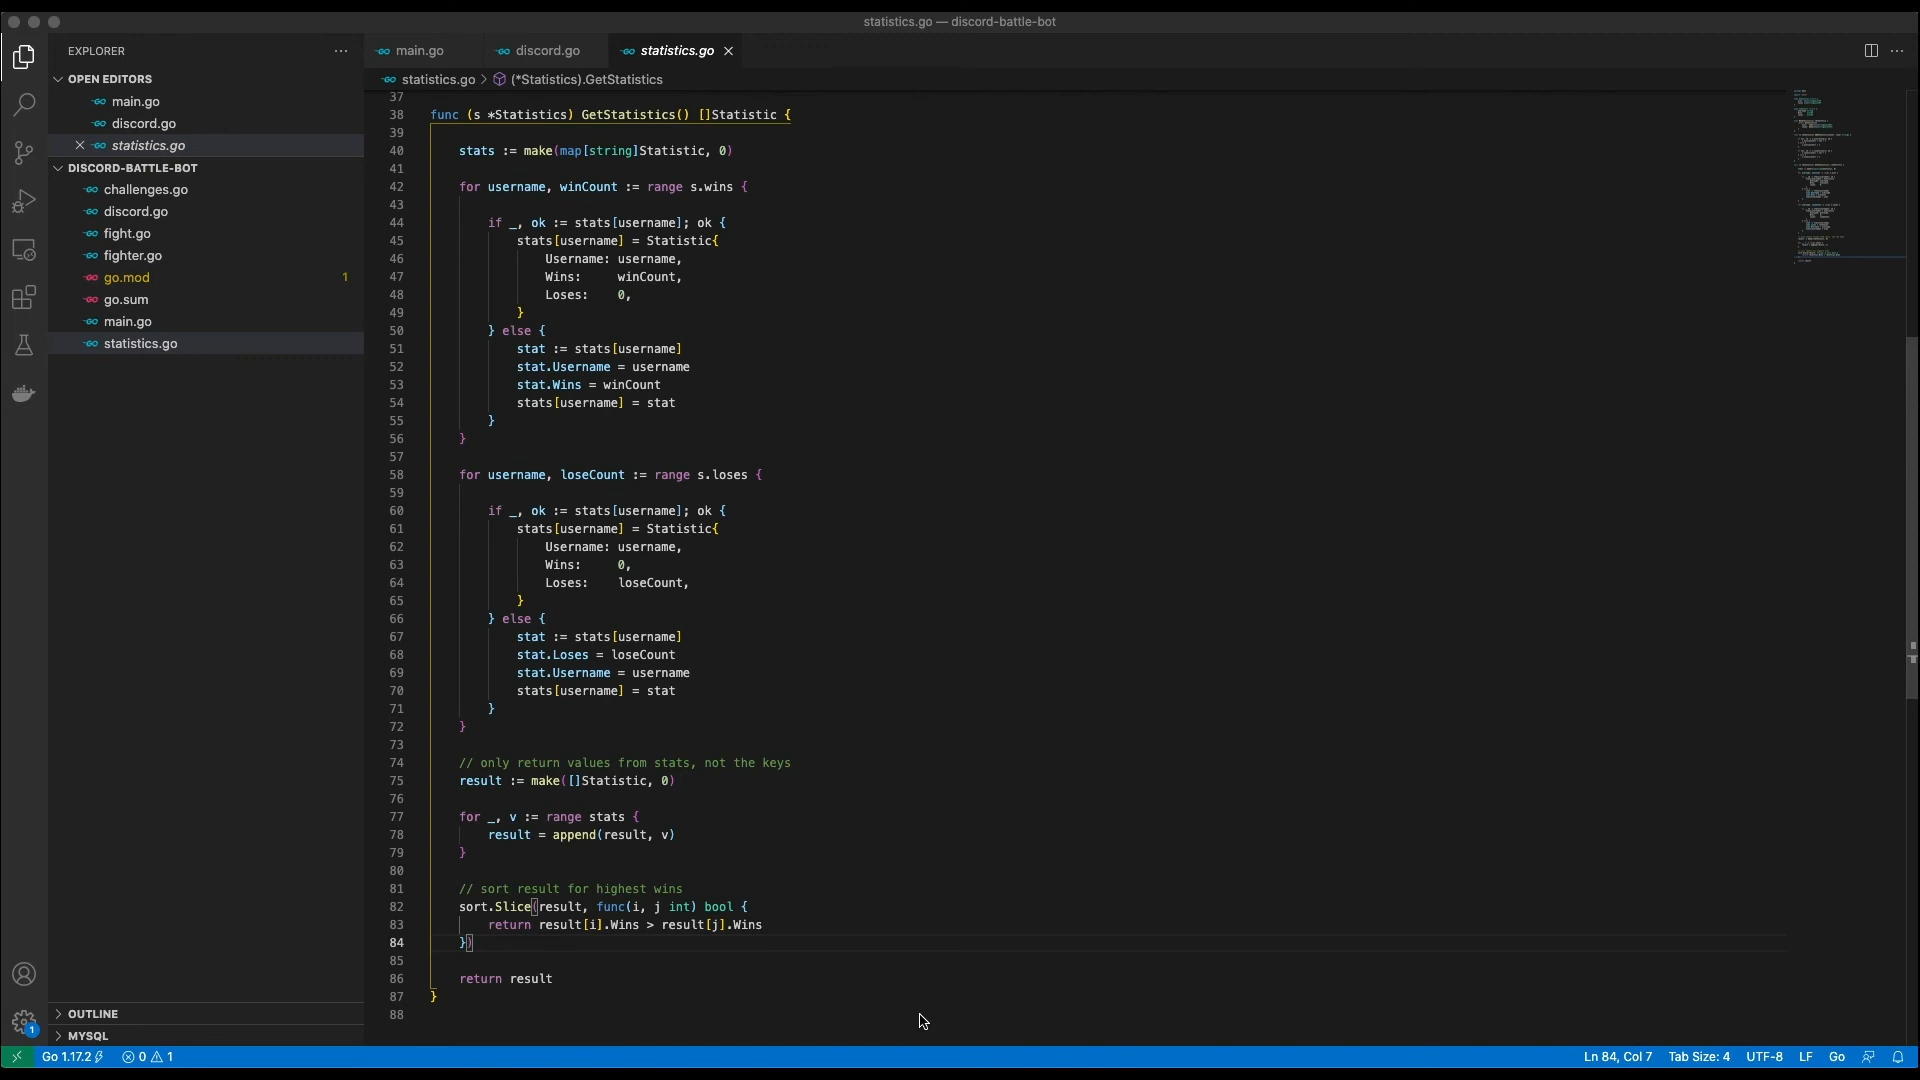 statistics.go — discord-battle-bot
EXPLORER
OPEN EDITORS
main.go
discord.go
statistics.go
DISCORD-BATTLE-BOT
challenges.go
discord.go
fight.go
fighter.go
go.mod 1
go.sum
main.go
statistics.go
OUTLINE
MYSQL
main.go discord.go statistics.go
statistics.go > (*Statistics).GetStatistics
37
38 func (s *Statistics) GetStatistics() []Statistic {
39
40 stats := make(map[string]Statistic, 0)
41
42 for username, winCount := range s.wins {
43
44 if _, ok := stats[username]; ok {
45 stats[username] = Statistic{
46 Username: username,
47 Wins: winCount,
48 Loses: 0,
49 }
50 } else {
51 stat := stats[username]
52 stat.Username = username
53 stat.Wins = winCount
54 stats[username] = stat
55 }
56 }
57
58 for username, loseCount := range s.loses {
59
60 if _, ok := stats[username]; ok {
61 stats[username] = Statistic{
62 Username: username,
63 Wins: 0,
64 Loses: loseCount,
65 }
66 } else {
67 stat := stats[username]
68 stat.Loses = loseCount
69 stat.Username = username
70 stats[username] = stat
71 }
72 }
73
74 // only return values from stats, not the keys
75 result := make([]Statistic, 0)
76
77 for _, v := range stats {
78 result = append(result, v)
79 }
80
81 // sort result for highest wins
82 sort.Slice(result, func(i, j int) bool {
83 return result[i].Wins > result[j].Wins
84 })
85
86 return result
87 }
88
1
Go 1.17.2 0 1 Ln 84, Col 7 Tab Size: 4 UTF-8 LF Go